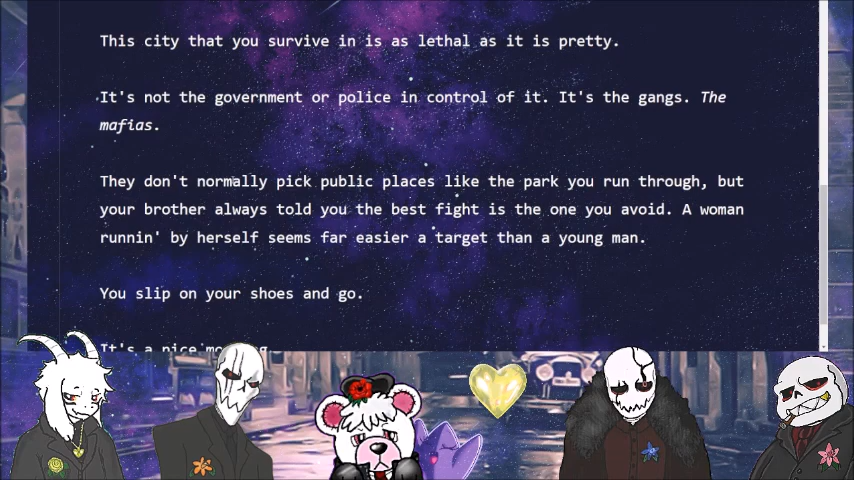 This city that you survive in is as lethal as it is pretty.
It's not the government or police in control of it. It's the gangs. The
mafias.
They don't normally pick public places like the park you run through, but
your brother always told you the best fight is the one you avoid. A woman
runnin' by herself seems far easier a target than a young man.
You slip on your shoes and go.
It's a nice